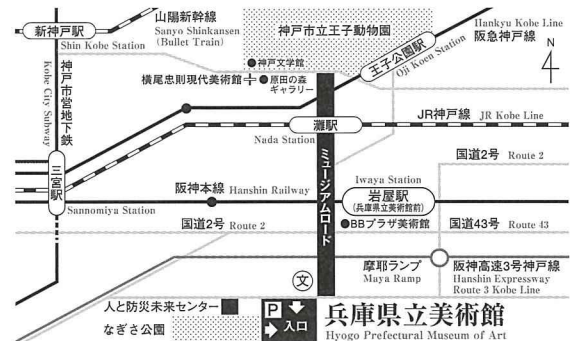 山陽新幹線
Sanyo Shinkansen
(Bullet Train)
新神戸駅
Shin Kobe Station
神戸市立王子動物園
Hankyu Kobe Line
阪急神戸線
N
王子公園駅
Oji Koen Station
神戸文学館
横尾忠則現代美術館
原田の森
ギャラリー
神戸市営地下鉄
Kobe City Subway
灘駅
Nada Station
JR神戸線 JR Kobe Line
ミュージアムロード
三宮駅
Sannomiya Station
阪神本線 Hanshin Railway
Iwaya Station
岩屋駅
(兵庫県立美術館前)
国道2号 Route 2
国道2号 Route 2
BBプラザ美術館
国道43号 Route 43
摩耶ランプ
Maya Ramp
阪神高速3号神戸線
Hanshin Expressway
Route 3 Kobe Line
文
人と防災未来センター
なぎさ公園
P
入口
兵庫県立美術館
Hyogo Prefectural Museum of Art